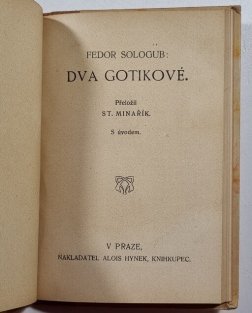 FEDOR SOLOGUB:
DVA GOTIKOVÉ.
Přeložil
ST. MINAŘÍK.
S úvodem.
V PRAZE,
NAKLADATEL ALOIS HYNEK, KNIHKUPEC.